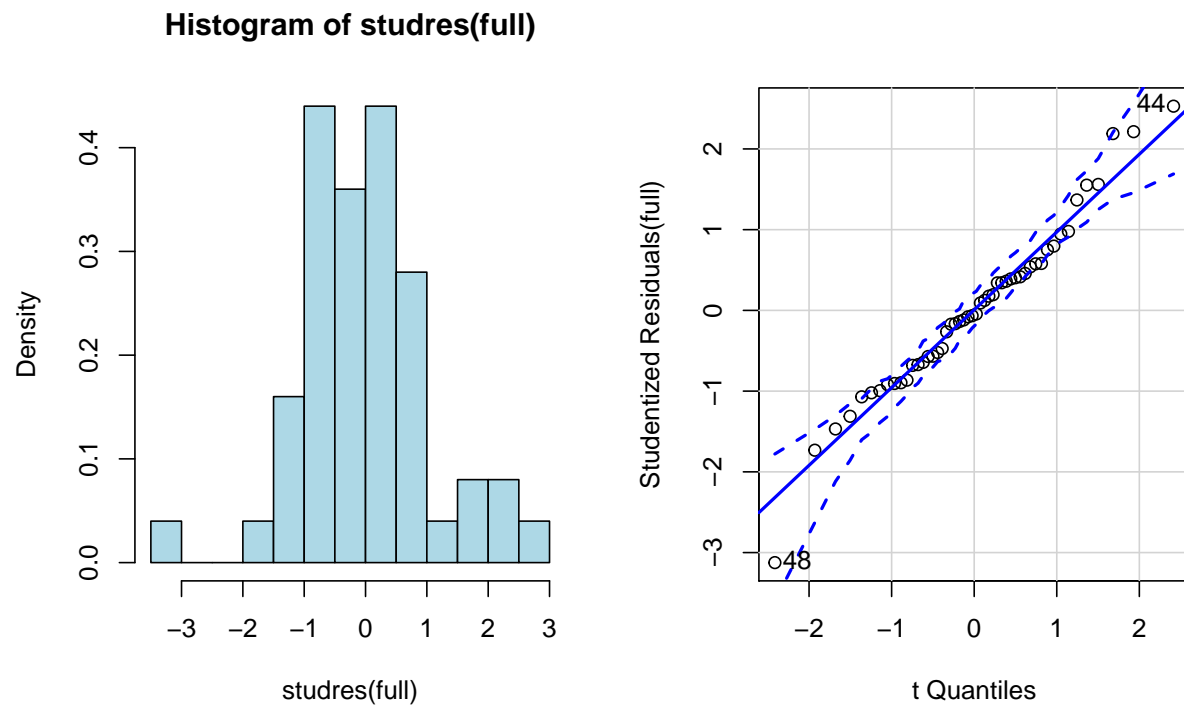 Histogram of studres(full)
Density
0.0 0.1 0.2 0.3 0.4
−3 −2 −1 0 1 2 3
studres(full)
Studentized Residuals(full)
−3 −2 −1 0 1 2
44
48
−2 −1 0 1 2
t Quantiles